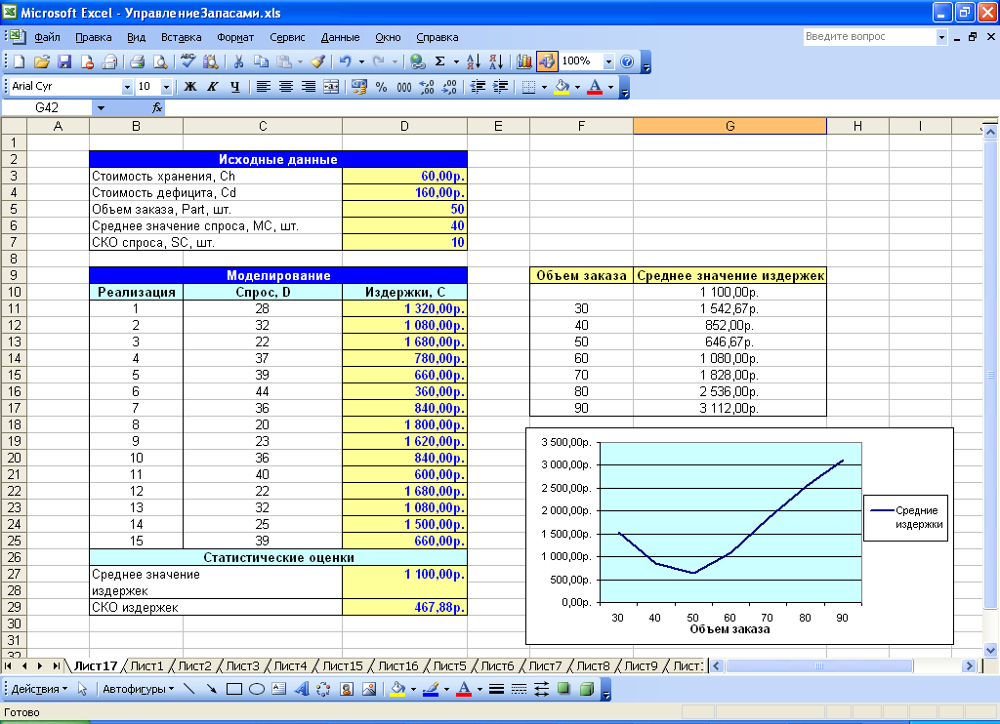 Microsoft Excel - УправлениеЗапасами.xls
Файл Правка Вид Вставка Формат Сервис Данные Окно Справка Введите вопрос
100%
Arial Cyr 10 Ж К Ч % 000
G42 fx
A B C D E F G H I
1
2 Исходные данные
3 Стоимость хранения, Ch 60,00р.
4 Стоимость дефицита, Cd 160,00р.
5 Объем заказа, Part, шт. 50
6 Среднее значение спроса, МС, шт. 40
7 СКО спроса, SC, шт. 10
8
9 Моделирование Объем заказа Среднее значение издержек
10 Реализация Спрос, D Издержки, С 1 100,00р.
11 1 28 1 320,00р. 30 1 542,67р.
12 2 32 1 080,00р. 40 852,00р.
13 3 22 1 680,00р. 50 646,67р.
14 4 37 780,00р. 60 1 080,00р.
15 5 39 660,00р. 70 1 828,00р.
16 6 44 360,00р. 80 2 536,00р.
17 7 36 840,00р. 90 3 112,00р.
18 8 20 1 800,00р.
19 9 23 1 620,00р.
20 10 36 840,00р.
21 11 40 600,00р.
22 12 22 1 680,00р.
23 13 32 1 080,00р.
24 14 25 1 500,00р.
25 15 39 660,00р.
26 Статистические оценки
27 Среднее значение 1 100,00р.
28 издержек
29 СКО издержек 467,88р.
30
31
32
3 500,00р.
3 000,00р.
2 500,00р.
2 000,00р.
1 500,00р.
1 000,00р.
500,00р.
0,00р.
30 40 50 60 70 80 90
Объем заказа
Средние
издержки
Лист17 Лист1 Лист2 Лист3 Лист4 Лист15 Лист16 Лист5 Лист6 Лист7 Лист8 Лист9
Действия Автофигуры
Готово